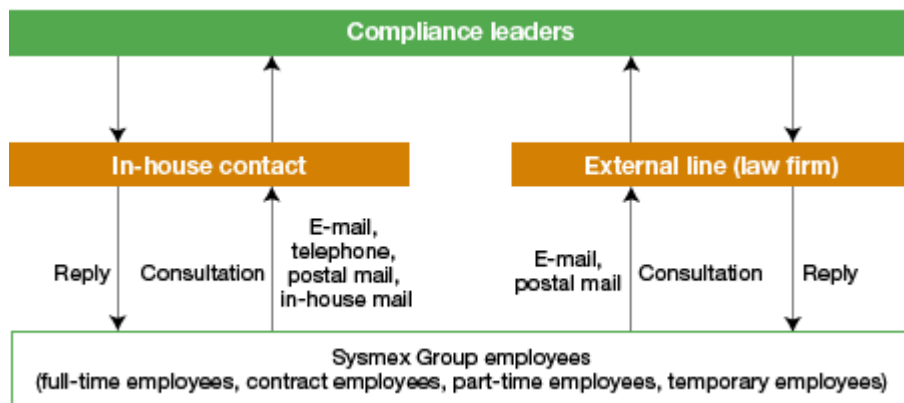 Compliance leaders
In-house contact
External line (law firm)
Reply
Consultation
E-mail,
telephone,
postal mail,
in-house mail
E-mail,
postal mail
Consultation
Reply
Sysmex Group employees
(full-time employees, contract employees, part-time employees, temporary employees)